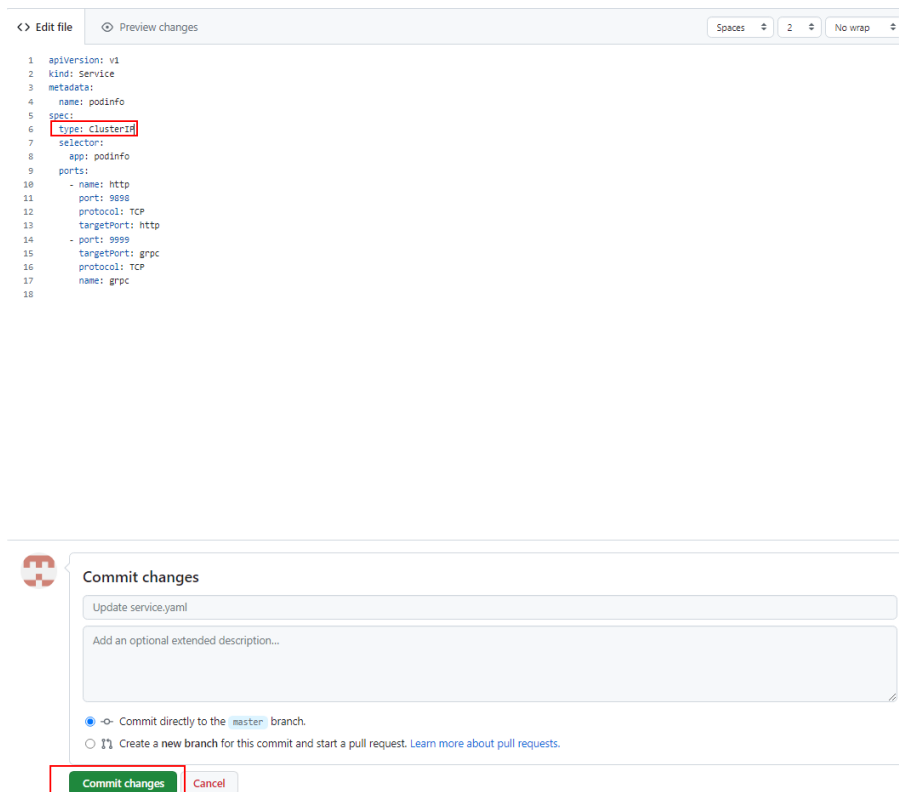 <> Edit file Preview changes Spaces 2 No wrap
1 apiVersion: v1
2 kind: Service
3 metadata:
4   name: podinfo
5 spec:
6   type: ClusterIP
7   selector:
8     app: podinfo
9   ports:
10     - name: http
11       port: 9898
12       protocol: TCP
13       targetPort: http
14     - port: 9999
15       targetPort: grpc
16       protocol: TCP
17       name: grpc
18
Commit changes
Update service.yaml
Add an optional extended description...
Commit directly to the master branch.
Create a new branch for this commit and start a pull request. Learn more about pull requests.
Commit changes Cancel